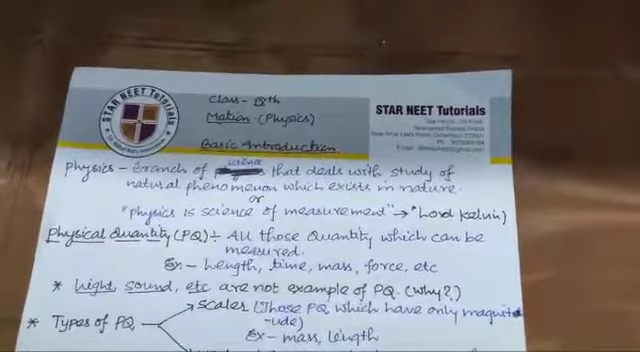 STAR NEET Tutorials
Class - IXth
Motion (Physics)
Basic Introduction
STAR NEET Tutorials
Physics - Branch of science that deals with study of
natural phenomenon which exists in nature.
or
"physics is science of measurement" → "Lord Kelvin)
Physical Quantity (PQ) ÷ All those Quantity which can be
measured.
Ex - Length, time, mass, force, etc
* Light, sound, etc are not example of PQ. (Why?)
* Types of PQ
Scaler (Those PQ which have only magnit
-ude)
Ex - mass, length